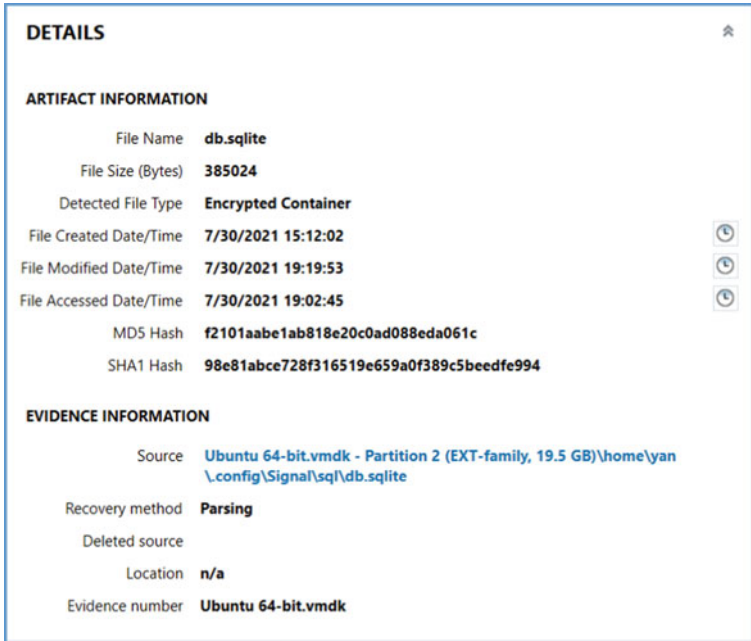 DETAILS
ARTIFACT INFORMATION
File Name db.sqlite
File Size (Bytes) 385024
Detected File Type Encrypted Container
File Created Date/Time 7/30/2021 15:12:02
File Modified Date/Time 7/30/2021 19:19:53
File Accessed Date/Time 7/30/2021 19:02:45
MD5 Hash f2101aabe1ab818e20c0ad088eda061c
SHA1 Hash 98e81abce728f316519e659a0f389c5beedfe994
EVIDENCE INFORMATION
Source Ubuntu 64-bit.vmdk - Partition 2 (EXT-family, 19.5 GB)\home\yan
\.config\Signal\sql\db.sqlite
Recovery method Parsing
Deleted source
Location n/a
Evidence number Ubuntu 64-bit.vmdk